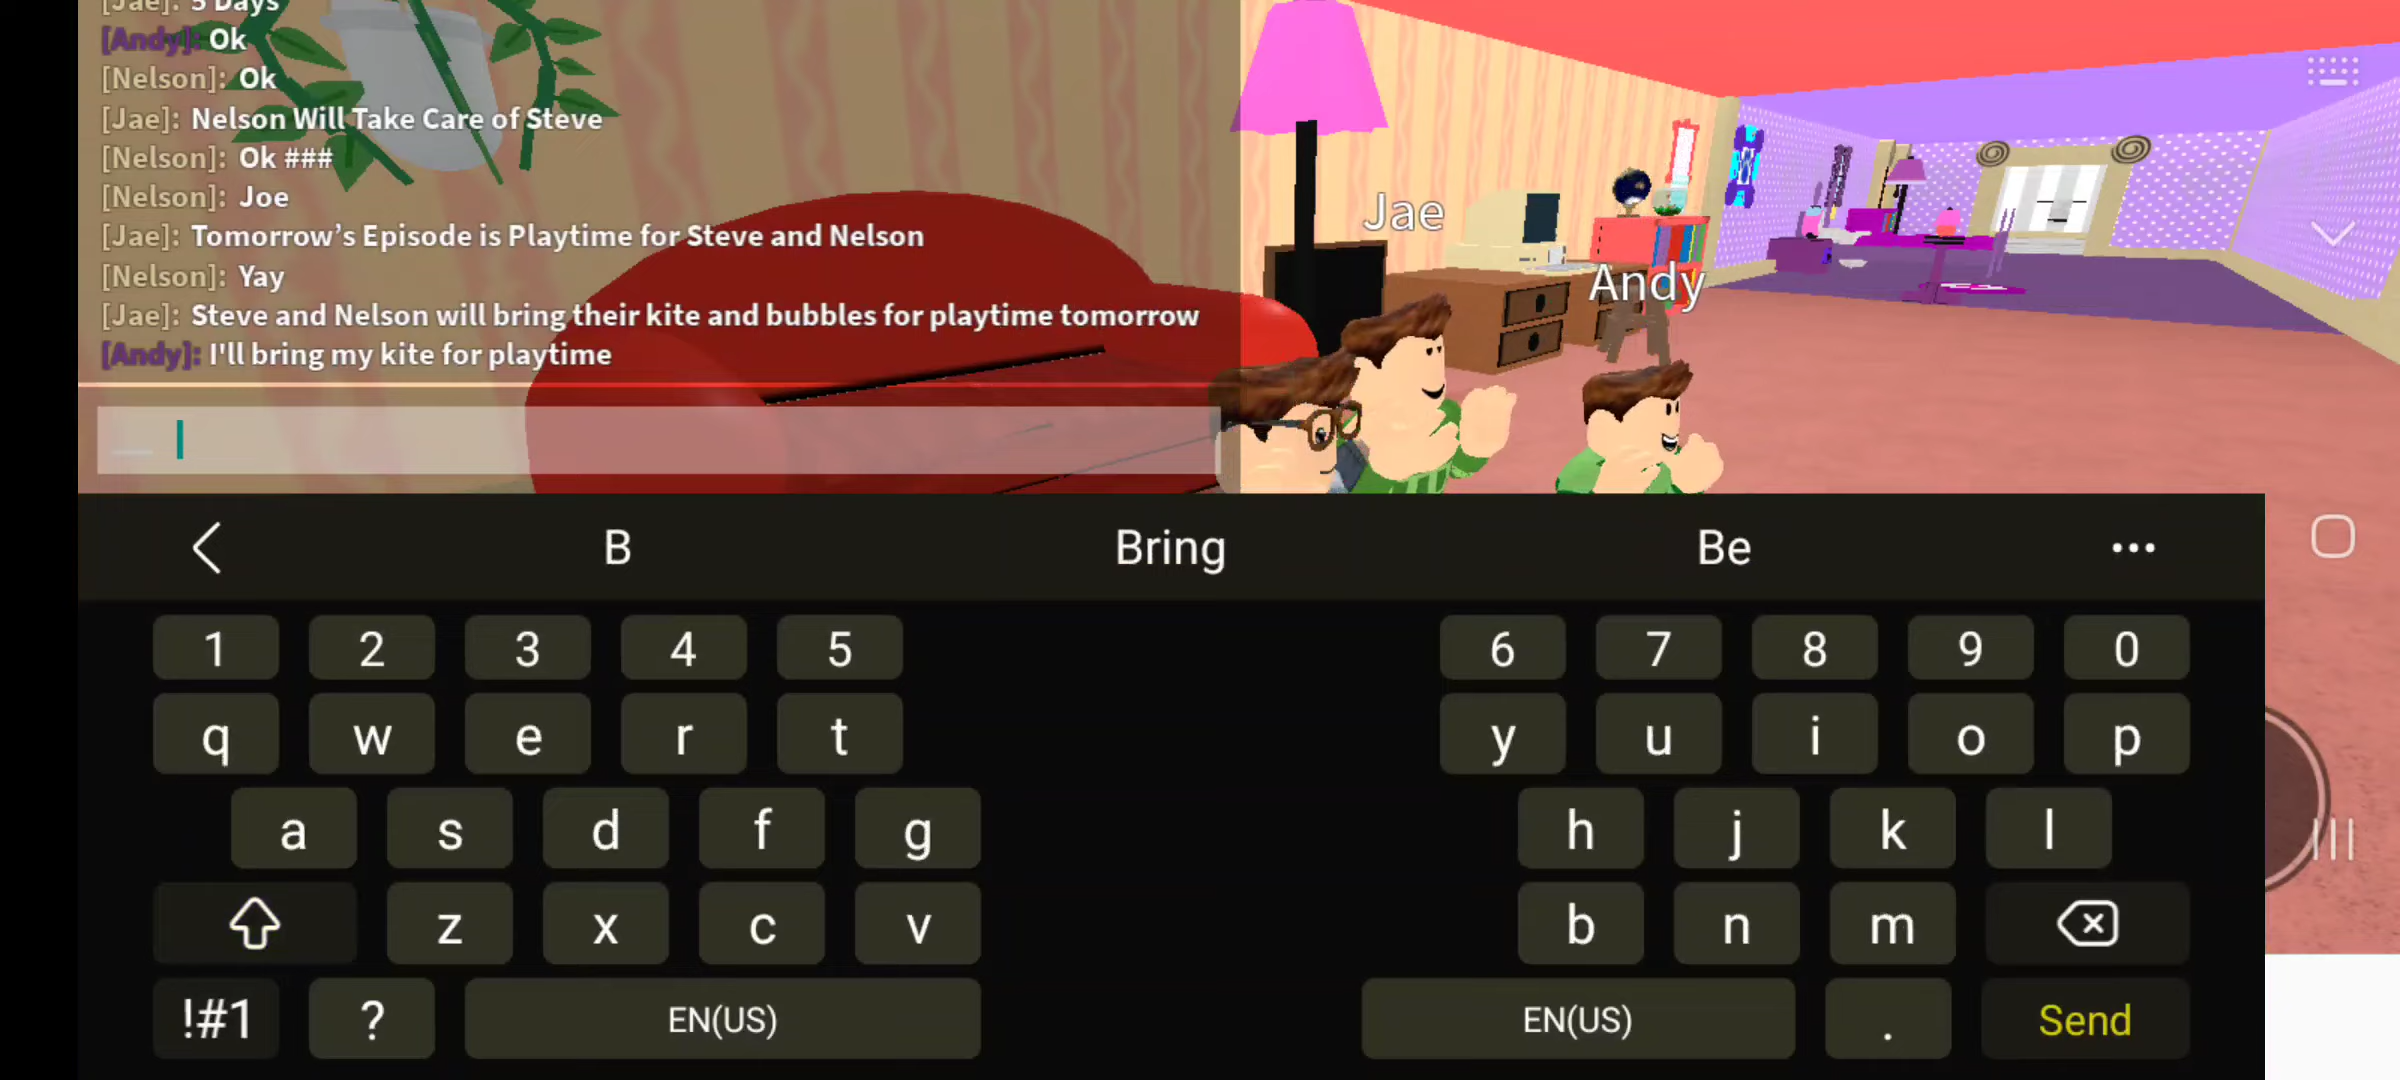 [Jae]: 5 Days
[Andy]: Ok
[Nelson]: Ok
[Jae]: Nelson Will Take Care of Steve
[Nelson]: Ok ###
[Nelson]: Joe
[Jae]: Tomorrow's Episode is Playtime for Steve and Nelson
[Nelson]: Yay
[Jae]: Steve and Nelson will bring their kite and bubbles for playtime tomorrow
[Andy]: I'll bring my kite for playtime
Jae
Andy
B Bring Be
1 2 3 4 5 6 7 8 9 0
q w e r t y u i o p
a s d f g h j k l
z x c v b n m
!#1 ? EN(US) EN(US) . Send